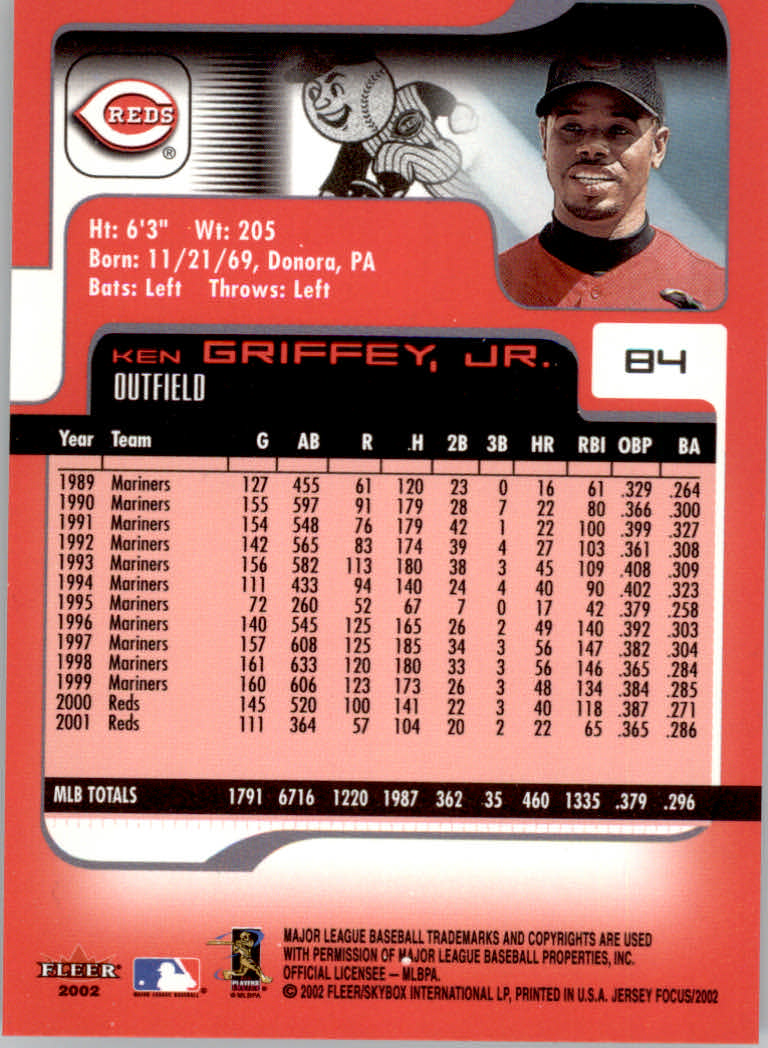 REDS
®
Ht: 6'3" Wt: 205
Born: 11/21/69, Donora, PA
Bats: Left Throws: Left
KEN GRIFFEY, JR.
84
OUTFIELD
Year Team G AB R .H 2B 3B HR RBI OBP BA
1989 Mariners 127 455 61 120 23 0 16 61 .329 .264
1990 Mariners 155 597 91 179 28 7 22 80 .366 .300
1991 Mariners 154 548 76 179 42 1 22 100 .399 .327
1992 Mariners 142 565 83 174 39 4 27 103 .361 .308
1993 Mariners 156 582 113 180 38 3 45 109 .408 .309
1994 Mariners 111 433 94 140 24 4 40 90 .402 .323
1995 Mariners 72 260 52 67 7 0 17 42 .379 .258
1996 Mariners 140 545 125 165 26 2 49 140 .392 .303
1997 Mariners 157 608 125 185 34 3 56 147 .382 .304
1998 Mariners 161 633 120 180 33 3 56 146 .365 .284
1999 Mariners 160 606 123 173 26 3 48 134 .384 .285
2000 Reds 145 520 100 141 22 3 40 118 .387 .271
2001 Reds 111 364 57 104 20 2 22 65 .365 .286
MLB TOTALS 1791 6716 1220 1987 362 35 460 1335 .379 .296
MAJOR LEAGUE BASEBALL TRADEMARKS AND COPYRIGHTS ARE USED
WITH PERMISSION OF MAJOR LEAGUE BASEBALL PROPERTIES, INC.
OFFICIAL LICENSEE – MLBPA.
© 2002 FLEER/SKYBOX INTERNATIONAL LP, PRINTED IN U.S.A. JERSEY FOCUS/2002
FLEER
2002
MAJOR LEAGUE BASEBALL
PLAYERS
©MLBPA